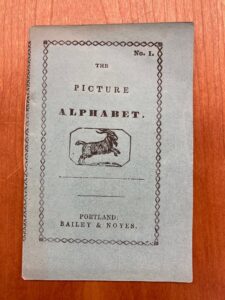 No. 1.
THE
PICTURE
ALPHABET.
PORTLAND:
BAILEY & NOYES.